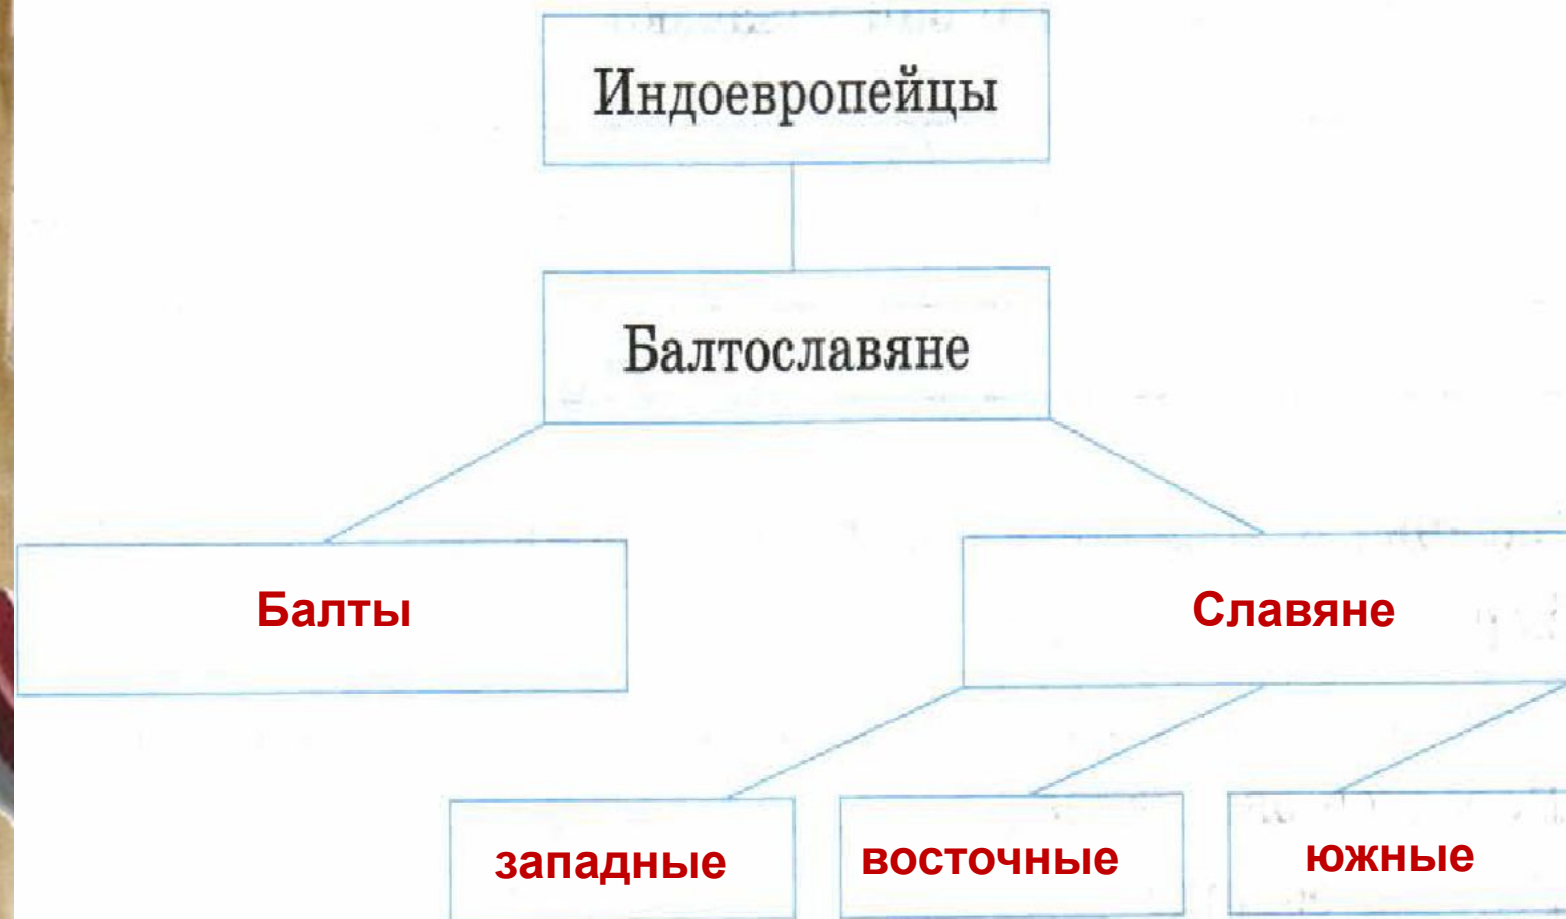 Индоевропейцы
Балтославяне
Балты
Славяне
западные
восточные
южные